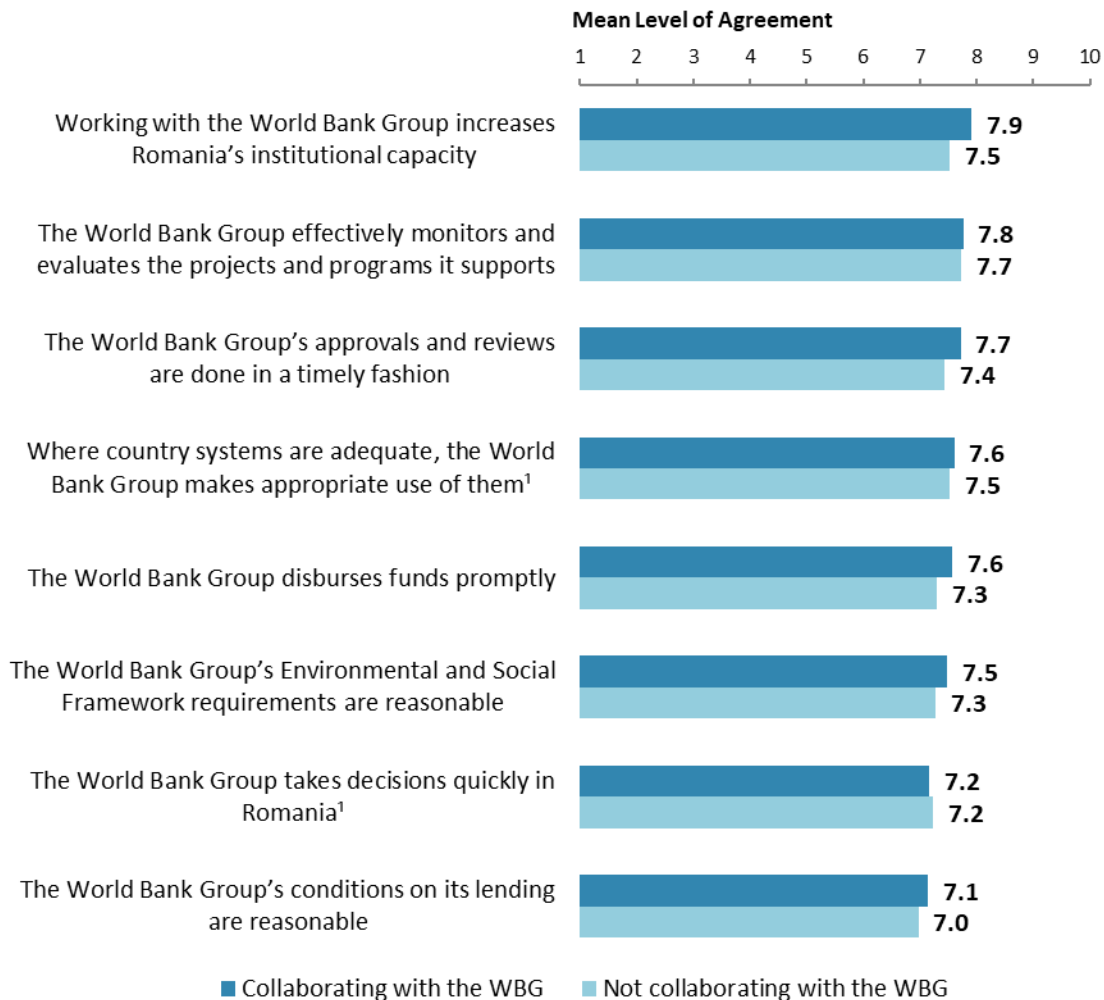 Mean Level of Agreement
1 2 3 4 5 6 7 8 9 10
Working with the World Bank Group increases
Romania’s institutional capacity
7.9
7.5
The World Bank Group effectively monitors and
evaluates the projects and programs it supports
7.8
7.7
The World Bank Group’s approvals and reviews
are done in a timely fashion
7.7
7.4
Where country systems are adequate, the World
Bank Group makes appropriate use of them¹
7.6
7.5
The World Bank Group disburses funds promptly
7.6
7.3
The World Bank Group’s Environmental and Social
Framework requirements are reasonable
7.5
7.3
The World Bank Group takes decisions quickly in
Romania¹
7.2
7.2
The World Bank Group’s conditions on its lending
are reasonable
7.1
7.0
Collaborating with the WBG Not collaborating with the WBG